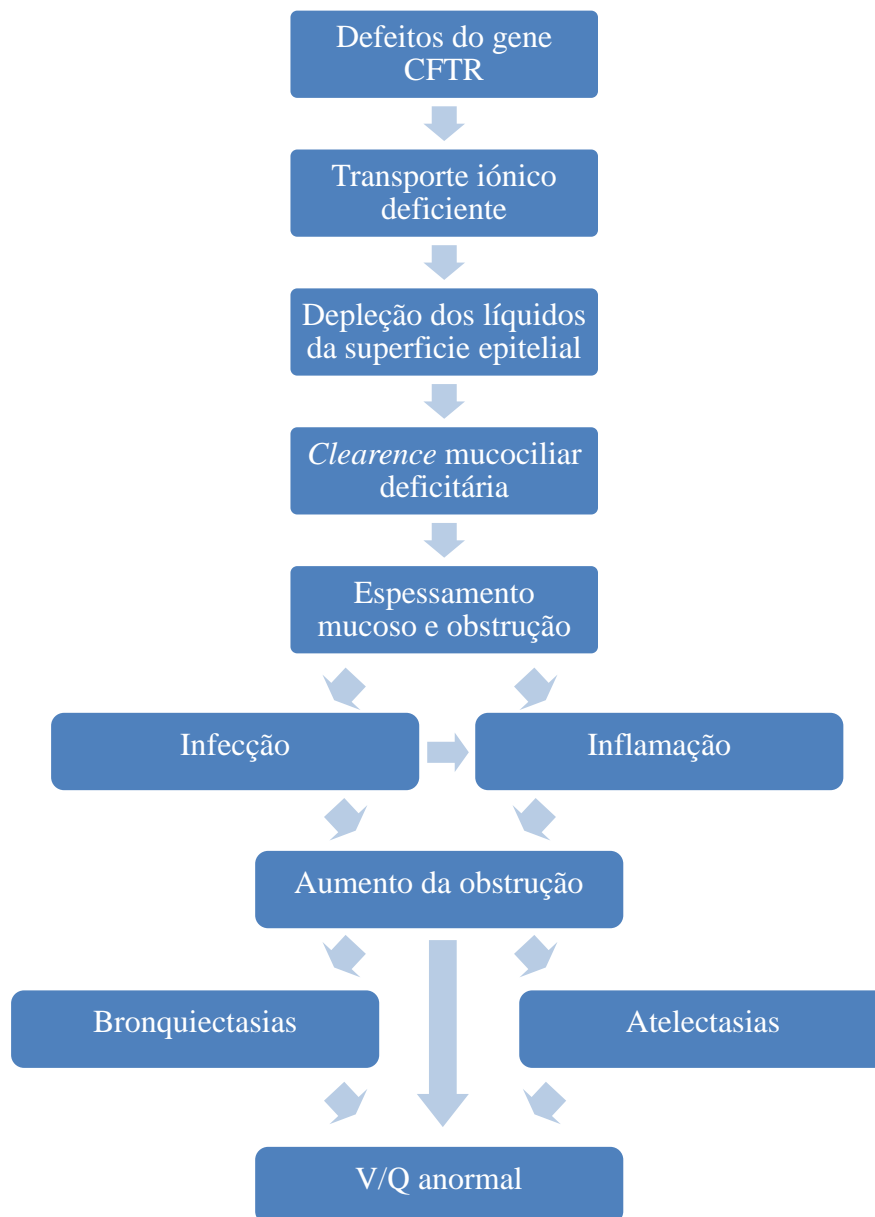 Defeitos do gene
CFTR
Transporte iónico
deficiente
Depleção dos líquidos
da superficie epitelial
Clearence mucociliar
deficitária
Espessamento
mucoso e obstrução
Infecção
Inflamação
Aumento da obstrução
Bronquiectasias
Atelectasias
V/Q anormal